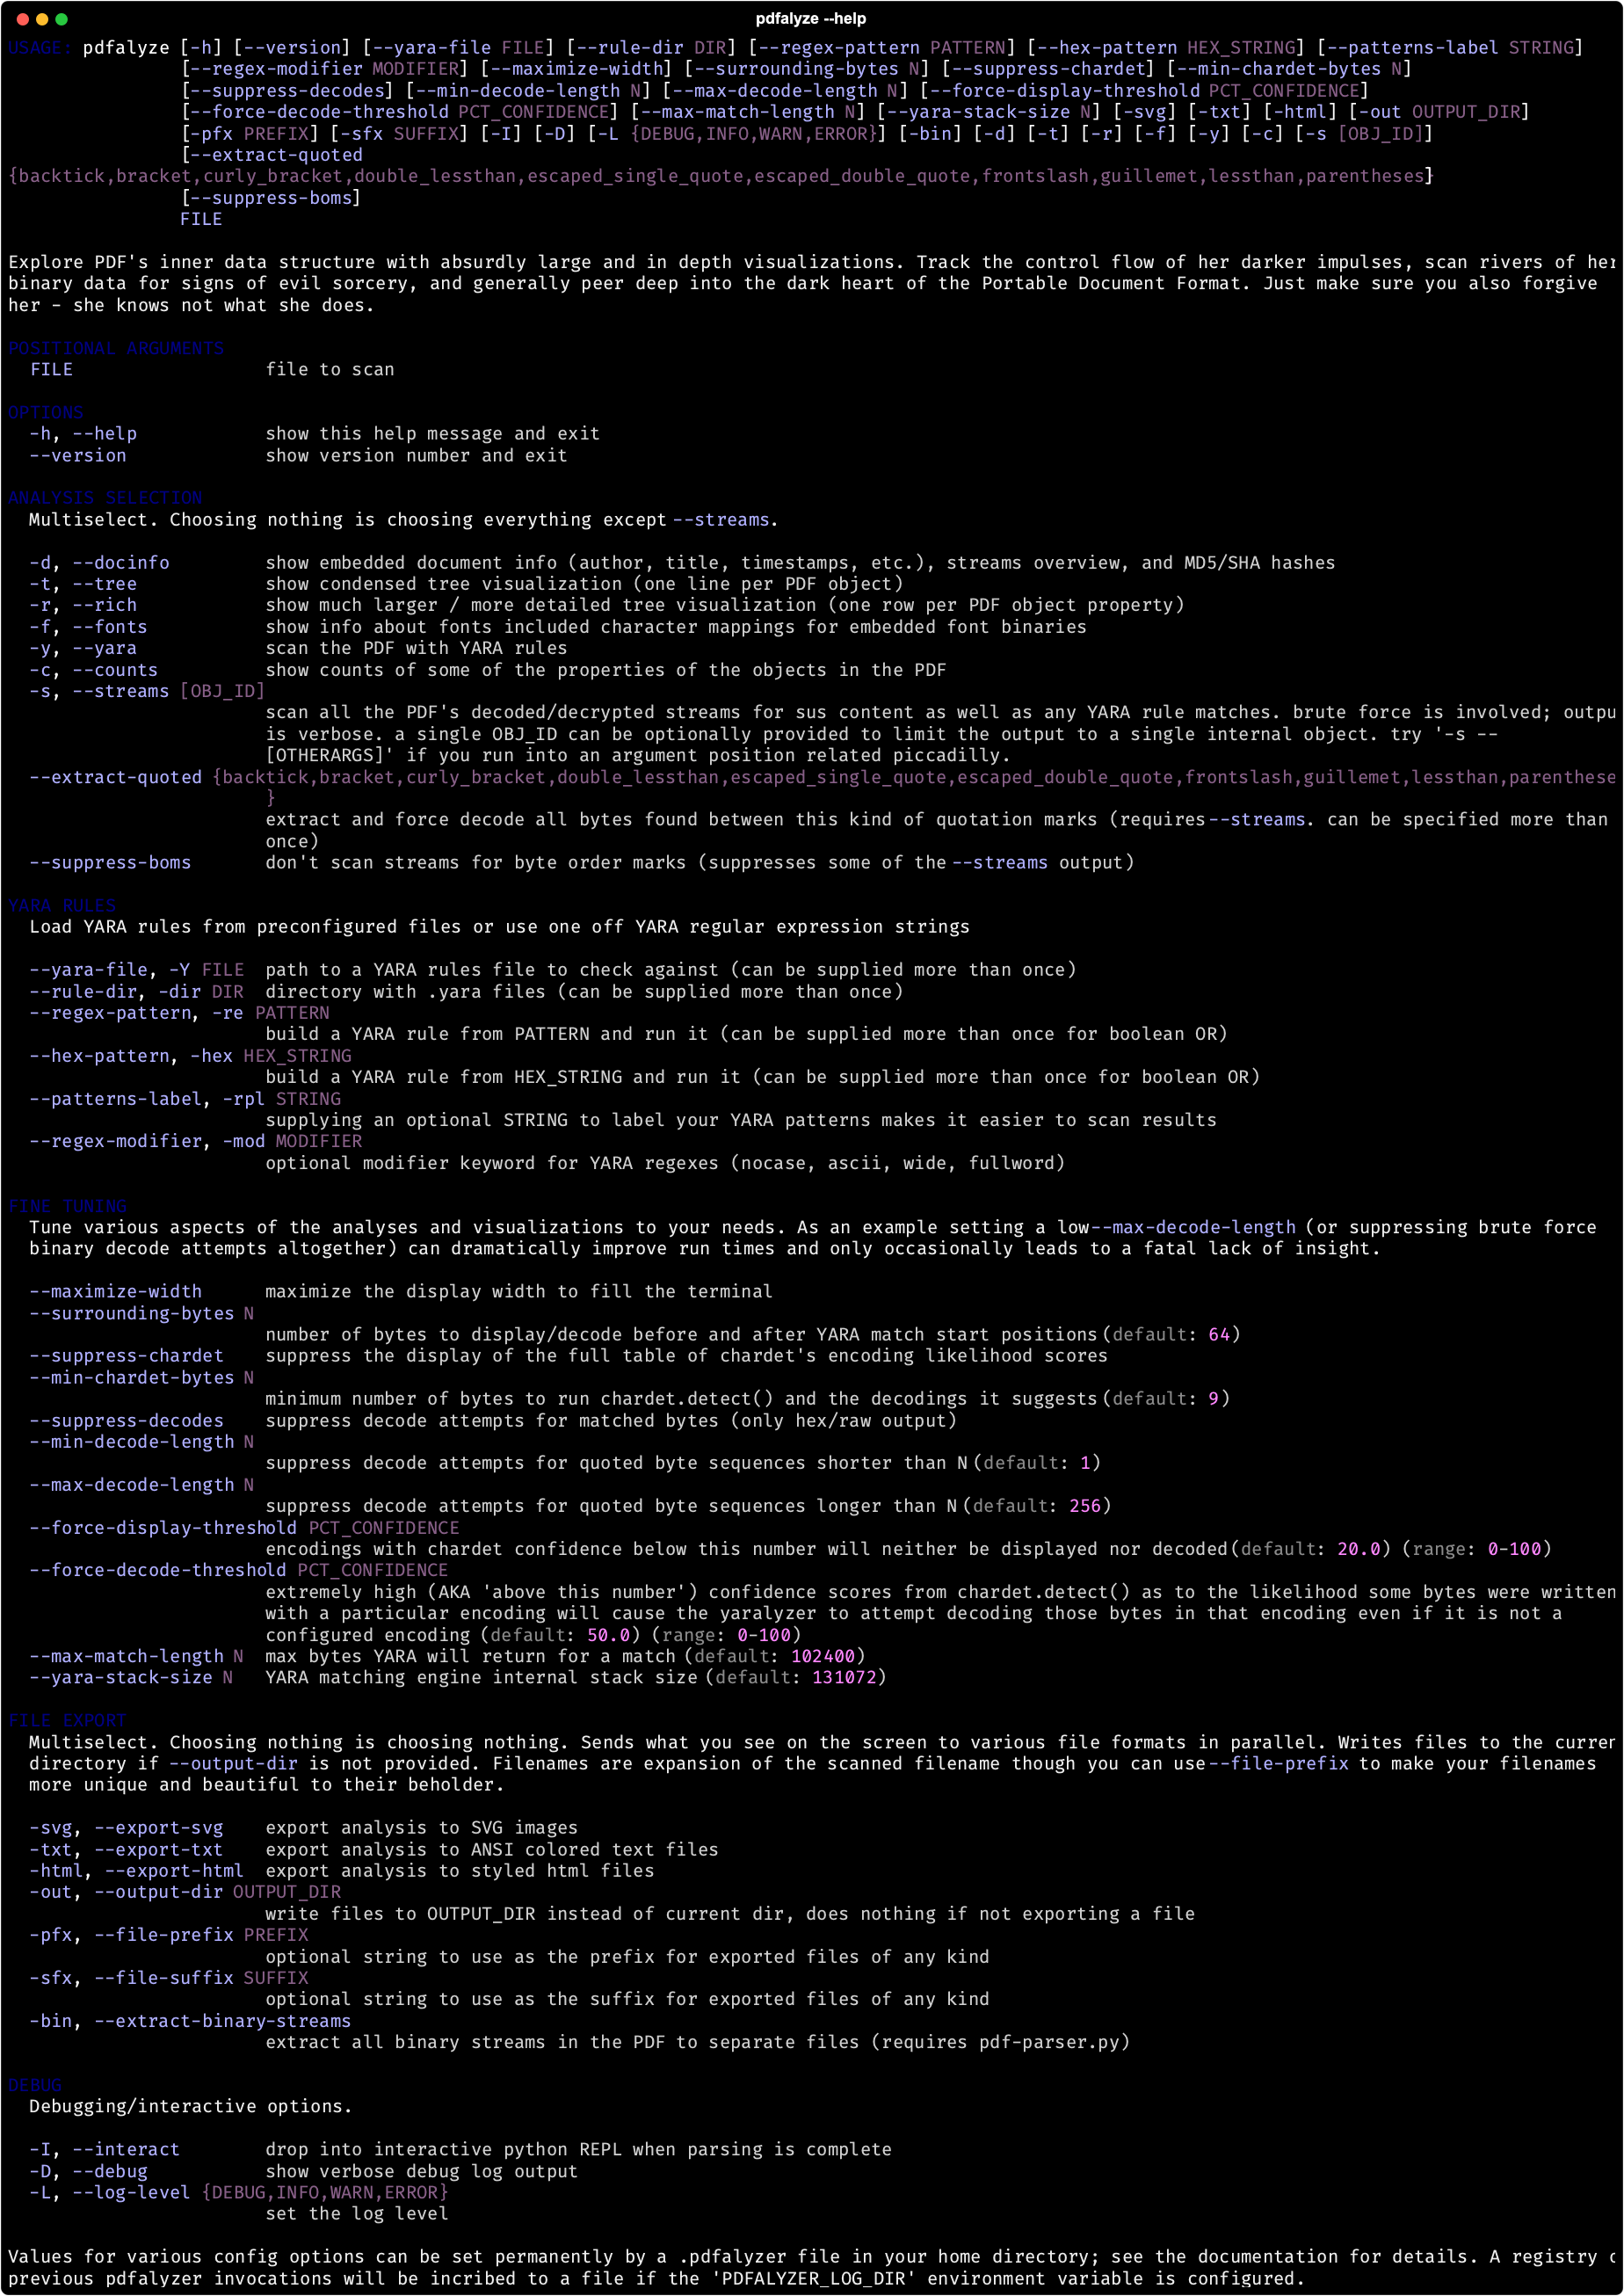 pdfalyze --help
USAGE: pdfalyze [-h] [--version] [--yara-file FILE] [--rule-dir DIR] [--regex-pattern PATTERN] [--hex-pattern HEX_STRING] [--patterns-label STRING]
[--regex-modifier MODIFIER] [--maximize-width] [--surrounding-bytes N] [--suppress-chardet] [--min-chardet-bytes N]
[--suppress-decodes] [--min-decode-length N] [--max-decode-length N] [--force-display-threshold PCT_CONFIDENCE]
[--force-decode-threshold PCT_CONFIDENCE] [--max-match-length N] [--yara-stack-size N] [-svg] [-txt] [-html] [-out OUTPUT_DIR]
[-pfx PREFIX] [-sfx SUFFIX] [-I] [-D] [-L {DEBUG,INFO,WARN,ERROR}] [-bin] [-d] [-t] [-r] [-f] [-y] [-c] [-s [OBJ_ID]]
[--extract-quoted
{backtick,bracket,curly_bracket,double_lessthan,escaped_single_quote,escaped_double_quote,frontslash,guillemet,lessthan,parentheses}
[--suppress-boms]
FILE
Explore PDF's inner data structure with absurdly large and in depth visualizations. Track the control flow of her darker impulses, scan rivers of her
binary data for signs of evil sorcery, and generally peer deep into the dark heart of the Portable Document Format. Just make sure you also forgive
her - she knows not what she does.
POSITIONAL ARGUMENTS
FILE file to scan
OPTIONS
-h, --help show this help message and exit
--version show version number and exit
ANALYSIS SELECTION
Multiselect. Choosing nothing is choosing everything except --streams.
-d, --docinfo show embedded document info (author, title, timestamps, etc.), streams overview, and MD5/SHA hashes
-t, --tree show condensed tree visualization (one line per PDF object)
-r, --rich show much larger / more detailed tree visualization (one row per PDF object property)
-f, --fonts show info about fonts included character mappings for embedded font binaries
-y, --yara scan the PDF with YARA rules
-c, --counts show counts of some of the properties of the objects in the PDF
-s, --streams [OBJ_ID]
scan all the PDF's decoded/decrypted streams for sus content as well as any YARA rule matches. brute force is involved; outpu
is verbose. a single OBJ_ID can be optionally provided to limit the output to a single internal object. try '-s --
[OTHERARGS]' if you run into an argument position related piccadilly.
--extract-quoted {backtick,bracket,curly_bracket,double_lessthan,escaped_single_quote,escaped_double_quote,frontslash,guillemet,lessthan,parenthese
}
extract and force decode all bytes found between this kind of quotation marks (requires --streams. can be specified more than
once)
--suppress-boms don't scan streams for byte order marks (suppresses some of the --streams output)
YARA RULES
Load YARA rules from preconfigured files or use one off YARA regular expression strings
--yara-file, -Y FILE path to a YARA rules file to check against (can be supplied more than once)
--rule-dir, -dir DIR directory with .yara files (can be supplied more than once)
--regex-pattern, -re PATTERN
build a YARA rule from PATTERN and run it (can be supplied more than once for boolean OR)
--hex-pattern, -hex HEX_STRING
build a YARA rule from HEX_STRING and run it (can be supplied more than once for boolean OR)
--patterns-label, -rpl STRING
supplying an optional STRING to label your YARA patterns makes it easier to scan results
--regex-modifier, -mod MODIFIER
optional modifier keyword for YARA regexes (nocase, ascii, wide, fullword)
FINE TUNING
Tune various aspects of the analyses and visualizations to your needs. As an example setting a low --max-decode-length (or suppressing brute force
binary decode attempts altogether) can dramatically improve run times and only occasionally leads to a fatal lack of insight.
--maximize-width maximize the display width to fill the terminal
--surrounding-bytes N
number of bytes to display/decode before and after YARA match start positions (default: 64)
--suppress-chardet suppress the display of the full table of chardet's encoding likelihood scores
--min-chardet-bytes N
minimum number of bytes to run chardet.detect() and the decodings it suggests (default: 9)
--suppress-decodes suppress decode attempts for matched bytes (only hex/raw output)
--min-decode-length N
suppress decode attempts for quoted byte sequences shorter than N (default: 1)
--max-decode-length N
suppress decode attempts for quoted byte sequences longer than N (default: 256)
--force-display-threshold PCT_CONFIDENCE
encodings with chardet confidence below this number will neither be displayed nor decoded (default: 20.0) (range: 0-100)
--force-decode-threshold PCT_CONFIDENCE
extremely high (AKA 'above this number') confidence scores from chardet.detect() as to the likelihood some bytes were written
with a particular encoding will cause the yaralyzer to attempt decoding those bytes in that encoding even if it is not a
configured encoding (default: 50.0) (range: 0-100)
--max-match-length N max bytes YARA will return for a match (default: 102400)
--yara-stack-size N YARA matching engine internal stack size (default: 131072)
FILE EXPORT
Multiselect. Choosing nothing is choosing nothing. Sends what you see on the screen to various file formats in parallel. Writes files to the curren
directory if --output-dir is not provided. Filenames are expansion of the scanned filename though you can use --file-prefix to make your filenames
more unique and beautiful to their beholder.
-svg, --export-svg export analysis to SVG images
-txt, --export-txt export analysis to ANSI colored text files
-html, --export-html export analysis to styled html files
-out, --output-dir OUTPUT_DIR
write files to OUTPUT_DIR instead of current dir, does nothing if not exporting a file
-pfx, --file-prefix PREFIX
optional string to use as the prefix for exported files of any kind
-sfx, --file-suffix SUFFIX
optional string to use as the suffix for exported files of any kind
-bin, --extract-binary-streams
extract all binary streams in the PDF to separate files (requires pdf-parser.py)
DEBUG
Debugging/interactive options.
-I, --interact drop into interactive python REPL when parsing is complete
-D, --debug show verbose debug log output
-L, --log-level {DEBUG,INFO,WARN,ERROR}
set the log level
Values for various config options can be set permanently by a .pdfalyzer file in your home directory; see the documentation for details. A registry
previous pdfalyzer invocations will be incribed to a file if the 'PDFALYZER_LOG_DIR' environment variable is configured.